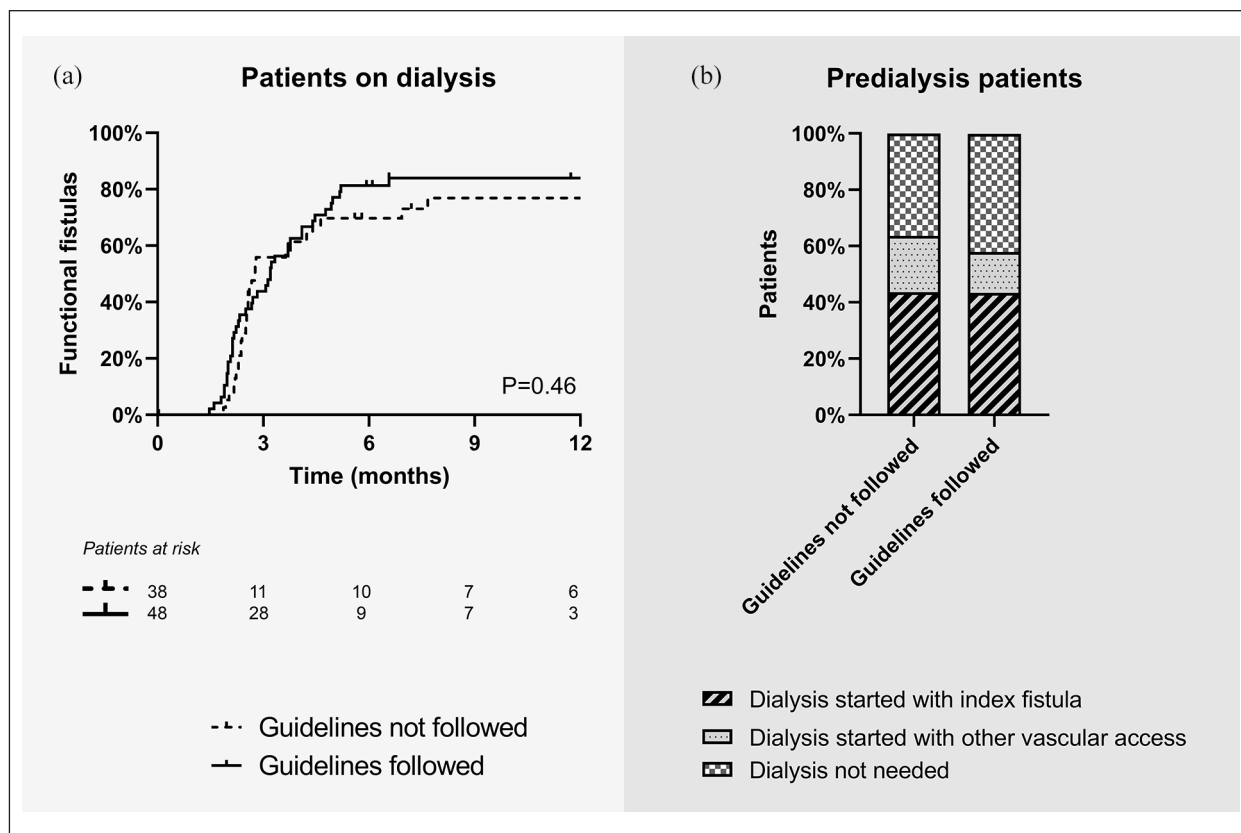 (a)
Patients on dialysis
100%
80%
60%
40%
20%
0%
Functional fistulas
P=0.46
0 3 6 9 12
Time (months)
Patients at risk
38 11 10 7 6
48 28 9 7 3
Guidelines not followed
Guidelines followed
(b)
Predialysis patients
100%
80%
60%
40%
20%
0%
Patients
Guidelines not followed
Guidelines followed
Dialysis started with index fistula
Dialysis started with other vascular access
Dialysis not needed